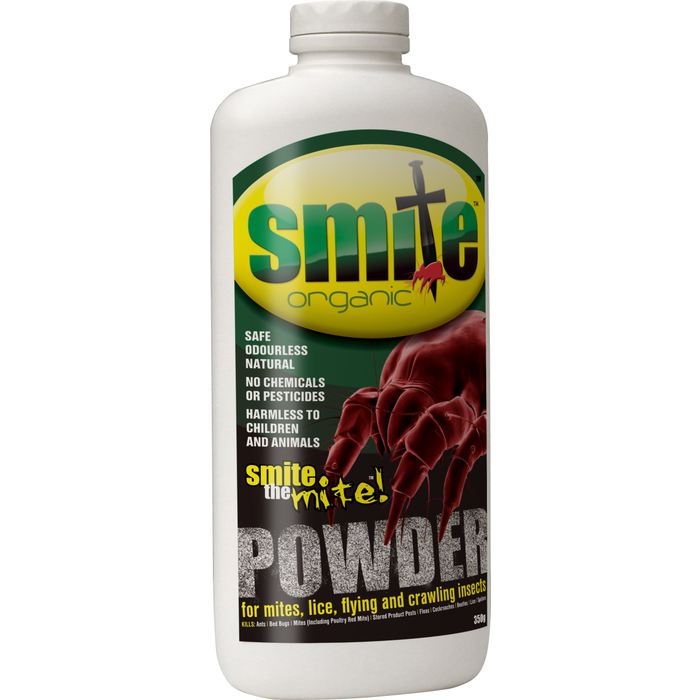 smite™
organic
SAFE
ODOURLESS
NATURAL
NO CHEMICALS
OR PESTICIDES
HARMLESS TO
CHILDREN
AND ANIMALS
smite
the mite!™
POWDER
for mites, lice, flying and crawling insects
KILLS: Ants | Bed Bugs | Mites (Including Poultry Red Mite) | Stored Product Pests | Fleas | Cockroaches | Beetles | Lice | Spiders
350g